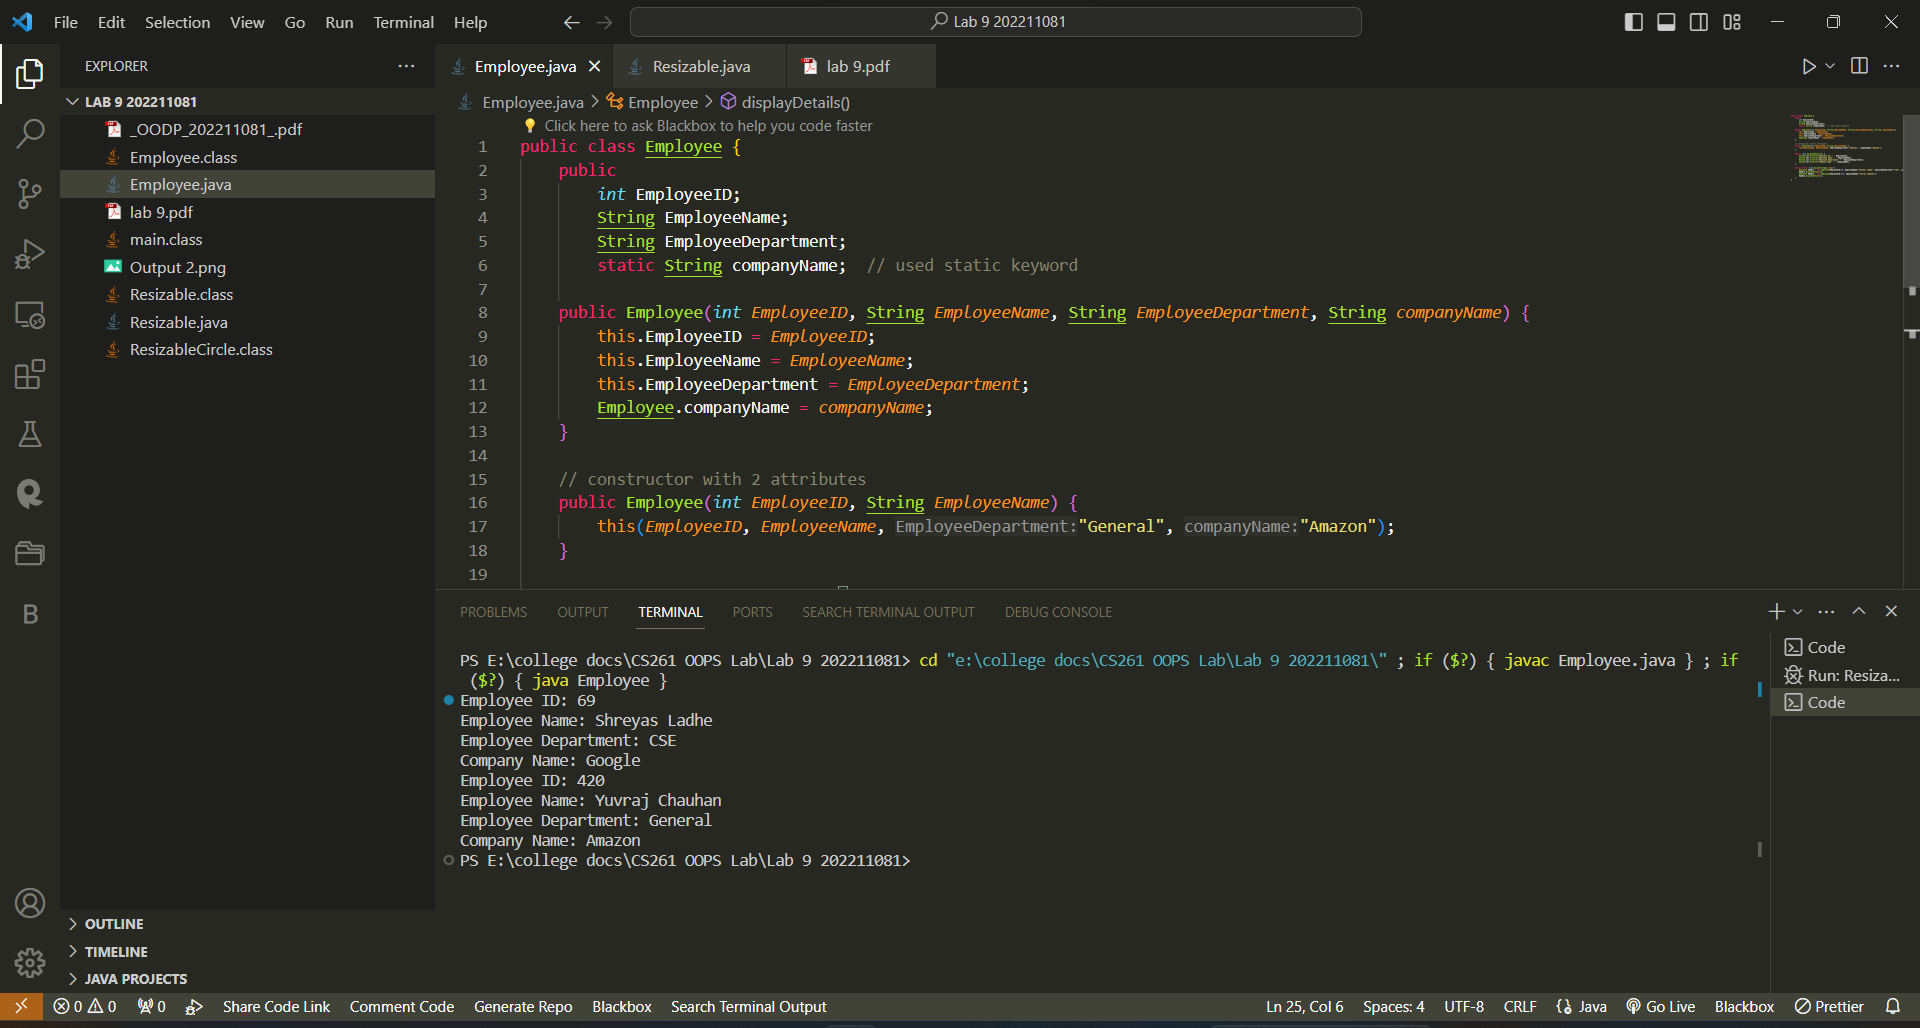 File Edit Selection View Go Run Terminal Help
Lab 9 202211081
EXPLORER
LAB 9 202211081
_OODP_202211081_.pdf
Employee.class
Employee.java
lab 9.pdf
main.class
Output 2.png
Resizable.class
Resizable.java
ResizableCircle.class
OUTLINE
TIMELINE
JAVA PROJECTS
Employee.java Resizable.java lab 9.pdf
Employee.java > Employee > displayDetails()
Click here to ask Blackbox to help you code faster
1 public class Employee {
2 public
3 int EmployeeID;
4 String EmployeeName;
5 String EmployeeDepartment;
6 static String companyName; // used static keyword
7
8 public Employee(int EmployeeID, String EmployeeName, String EmployeeDepartment, String companyName) {
9 this.EmployeeID = EmployeeID;
10 this.EmployeeName = EmployeeName;
11 this.EmployeeDepartment = EmployeeDepartment;
12 Employee.companyName = companyName;
13 }
14
15 // constructor with 2 attributes
16 public Employee(int EmployeeID, String EmployeeName) {
17 this(EmployeeID, EmployeeName, EmployeeDepartment:"General", companyName:"Amazon");
18 }
19
PROBLEMS OUTPUT TERMINAL PORTS SEARCH TERMINAL OUTPUT DEBUG CONSOLE
PS E:\college docs\CS261 OOPS Lab\Lab 9 202211081> cd "e:\college docs\CS261 OOPS Lab\Lab 9 202211081\" ; if ($?) { javac Employee.java } ; if
($?) { java Employee }
Employee ID: 69
Employee Name: Shreyas Ladhe
Employee Department: CSE
Company Name: Google
Employee ID: 420
Employee Name: Yuvraj Chauhan
Employee Department: General
Company Name: Amazon
PS E:\college docs\CS261 OOPS Lab\Lab 9 202211081>
Code
Run: Resiza...
Code
0 0 0 Share Code Link Comment Code Generate Repo Blackbox Search Terminal Output Ln 25, Col 6 Spaces: 4 UTF-8 CRLF {} Java Go Live Blackbox Prettier